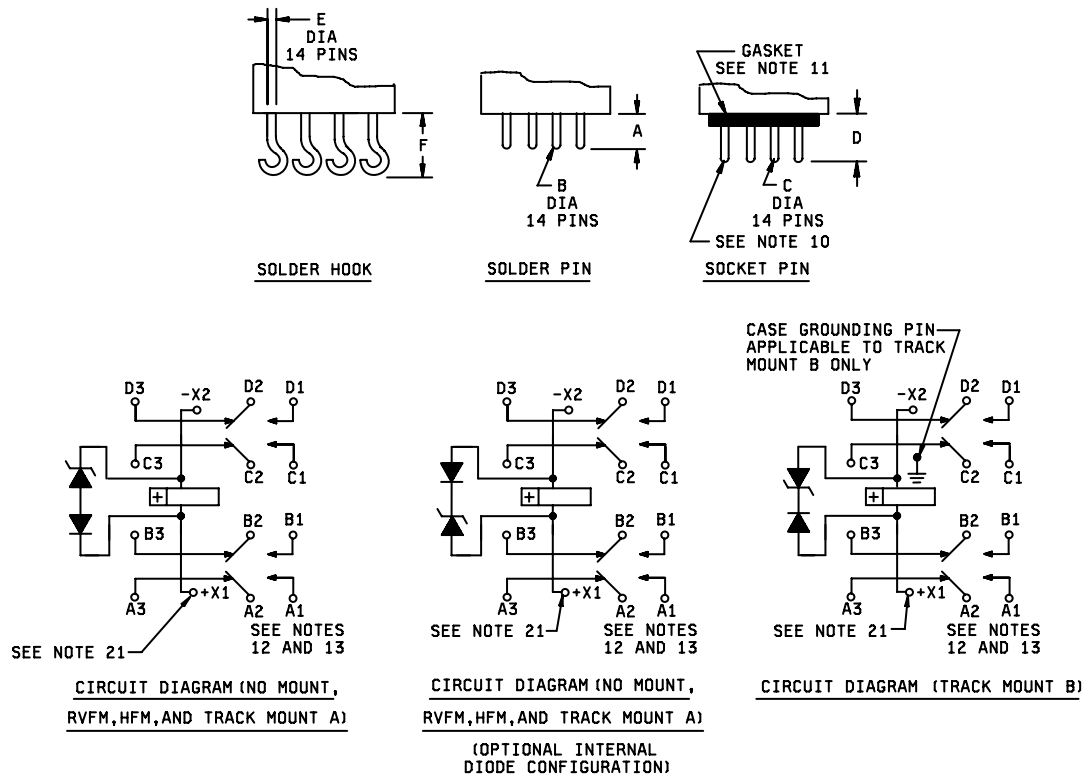 E
DIA
14 PINS
F
SOLDER HOOK
A
B
DIA
14 PINS
SOLDER PIN
GASKET
SEE NOTE 11
D
C
DIA
14 PINS
SEE NOTE 10
SOCKET PIN
D3
-X2
D2
D1
C3
C2
C1
+
B3
B2
B1
A3
+X1
A2
A1
SEE NOTE 21
SEE NOTES
12 AND 13
CIRCUIT DIAGRAM (NO MOUNT,
RVFM,HFM,AND TRACK MOUNT A)
D3
-X2
D2
D1
C3
C2
C1
+
B3
B2
B1
A3
+X1
A2
A1
SEE NOTE 21
SEE NOTES
12 AND 13
CIRCUIT DIAGRAM (NO MOUNT,
RVFM,HFM,AND TRACK MOUNT A)
(OPTIONAL INTERNAL
DIODE CONFIGURATION)
CASE GROUNDING PIN
APPLICABLE TO TRACK
MOUNT B ONLY
D3
-X2
D2
D1
C3
C2
C1
+
B3
B2
B1
A3
+X1
A2
A1
SEE NOTE 21
SEE NOTES
12 AND 13
CIRCUIT DIAGRAM (TRACK MOUNT B)